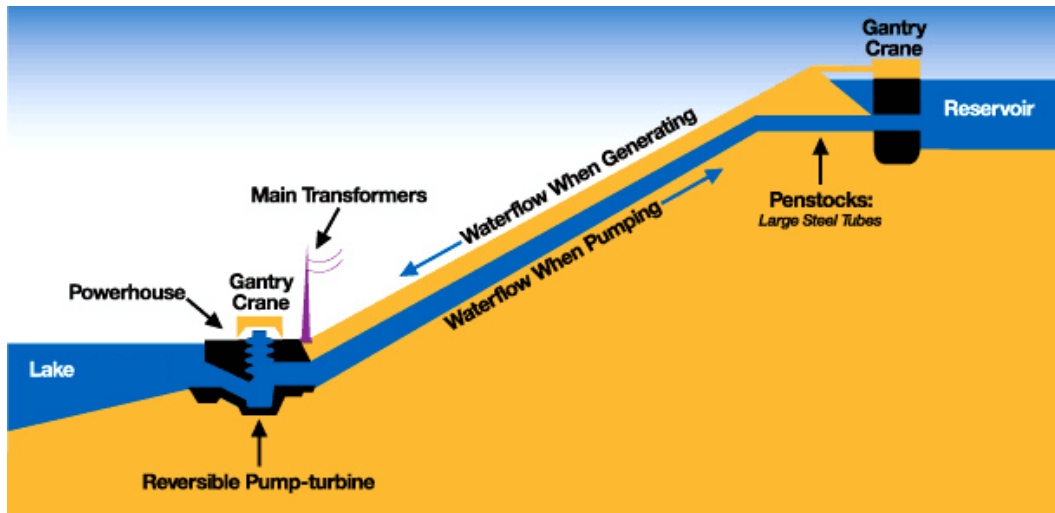 Gantry
Crane
Reservoir
Waterflow When Generating
Main Transformers
Penstocks:
Large Steel Tubes
Waterflow When Pumping
Powerhouse
Gantry
Crane
Lake
Reversible Pump-turbine